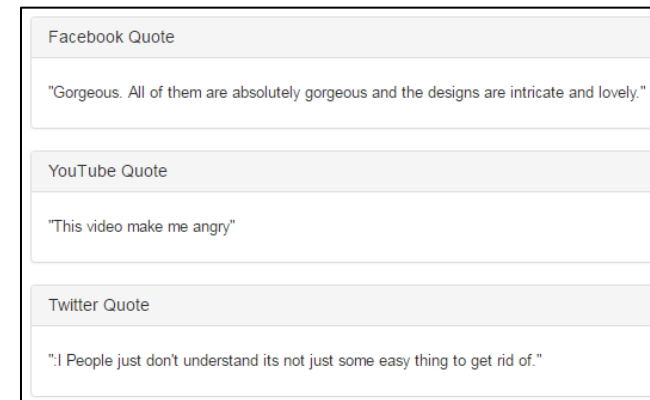 Facebook Quote
"Gorgeous. All of them are absolutely gorgeous and the designs are intricate and lovely."
YouTube Quote
"This video make me angry"
Twitter Quote
":I People just don't understand its not just some easy thing to get rid of."